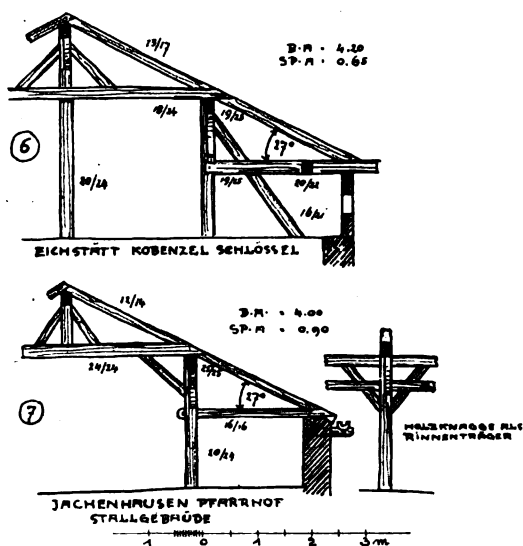 13/17
B.A = 4.20
SP.A = 0.65
18/24
19/23
6
27°
20/24
19/25
20/22
16/21
EICHSTÄTT KOBENZEL SCHLÖSSEL
12/14
B.A. = 4.00
SP.A = 0.90
24/24
27°
7
16/16
20/24
HOLZKNAGGE ALS
RINNENTRÄGER
JACHENHAUSEN PFARRHOF
STALLGEBÄUDE
1 0 1 2 3 m